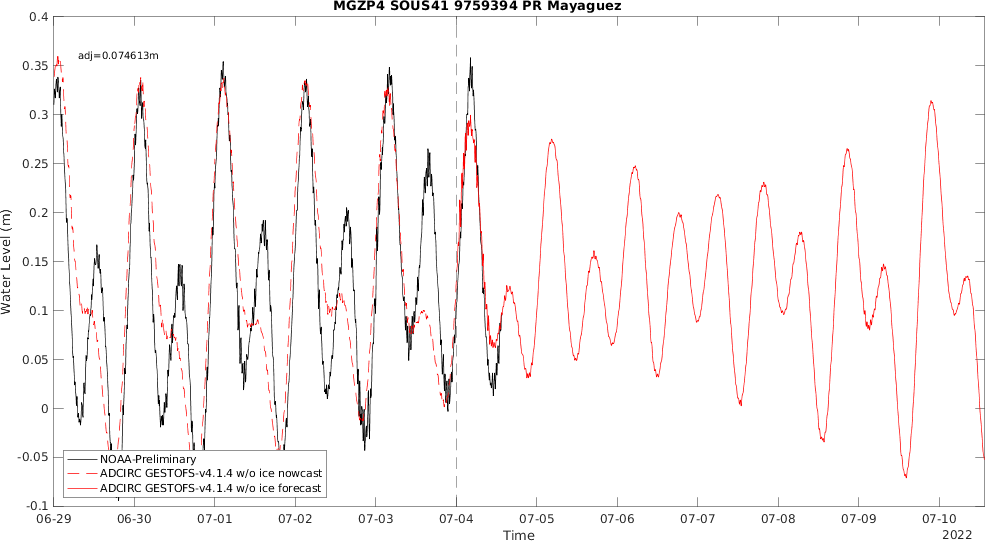 MGZP4 SOUS41 9759394 PR Mayaguez
adj=0.074613m
0.4
0.35
0.3
0.25
0.2
0.15
0.1
0.05
0
-0.05
-0.1
Water Level (m)
NOAA-Preliminary
ADCIRC GESTOFS-v4.1.4 w/o ice nowcast
ADCIRC GESTOFS-v4.1.4 w/o ice forecast
06-29 06-30 07-01 07-02 07-03 07-04 07-05 07-06 07-07 07-08 07-09 07-10
Time
2022